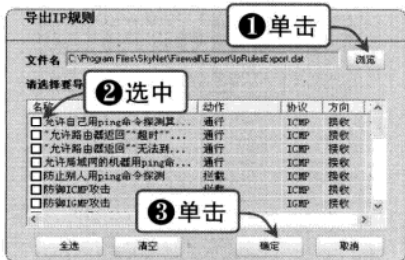 导出IP规则
❶单击
文件名 C:\Program Files\SkyNet\Firewall\Export\IpRulesExport.dat 浏览
请选择要导
❷选中
名称 动作 协议 方向
允许自己用ping命令探测其... 通行 ICMP 接收
"允许路由器返回""超时""... 通行 ICMP 接收
"允许路由器返回""无法到... 通行 ICMP 接收
允许局域网的机器用ping命... 通行 ICMP 接收
防止别人用ping命令探测 拦截 ICMP 接收
防御ICMP攻击 ICMP 接收
防御IGMP攻击 IGMP 接收
❸单击
全选 清空 确定 取消